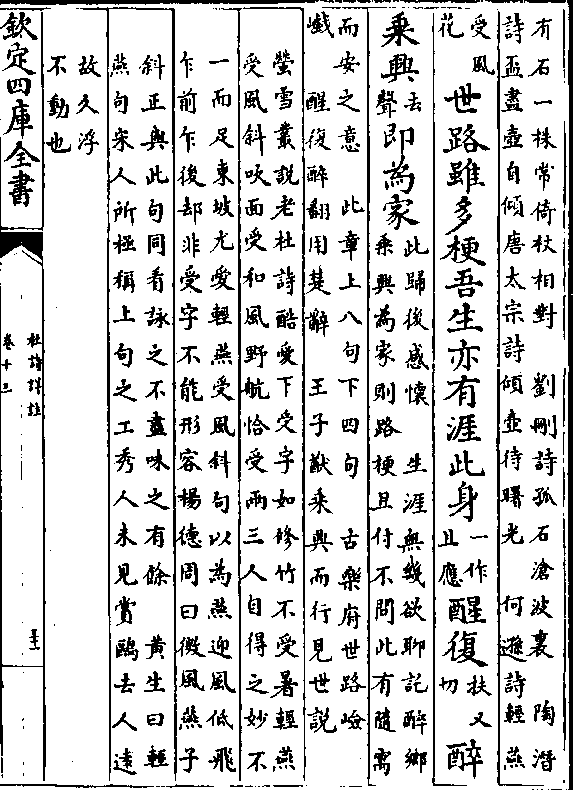 有石一株常倚杖相對　劉刪詩孤石滄波裏　陶潛
詩盃盡壺自傾唐太宗詩傾壺待曙光　何遜詩輕燕
受風
花
世路雖多梗吾生亦有涯此身
一作
且應
醒復
扶又
切
醉
乘興
去
聲
即為家
此歸後感懷　生涯無幾欲聊記醉鄉
乘興為家則路梗且付不問此有隨寓
而安之意　此章上八句下四句　古樂府世路嶮
巇　醒復醉翻用楚辭　王子猷乘興而行見世說
螢雪叢說老杜詩酷愛下受字如修竹不受暑輕燕
受風斜吹面受和風野航恰受兩三人自得之妙不
一而足東坡尤愛輕燕受風斜句以為燕迎風低飛
乍前乍後却非受字不能形容楊德周曰微風燕子
斜正與此句同看詠之不盡味之有餘　黃生曰輕
燕句宋人所極稱上句之工秀人未見賞鷗去人遠
故久浮
不動也
欽定四庫全書
杜詩詳註
卷十三